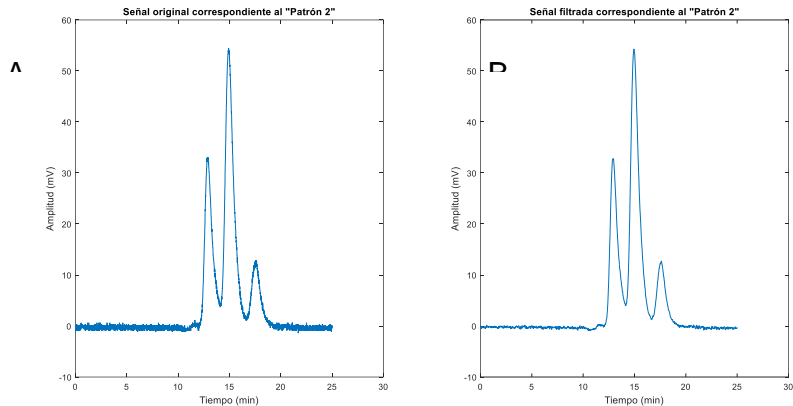 Señal original correspondiente al "Patrón 2"
A
60
50
40
30
20
10
0
-10
0 5 10 15 20 25 30
Amplitud (mV)
Tiempo (min)
Señal filtrada correspondiente al "Patrón 2"
60
50
40
30
20
10
0
-10
0 5 10 15 20 25 30
Amplitud (mV)
Tiempo (min)